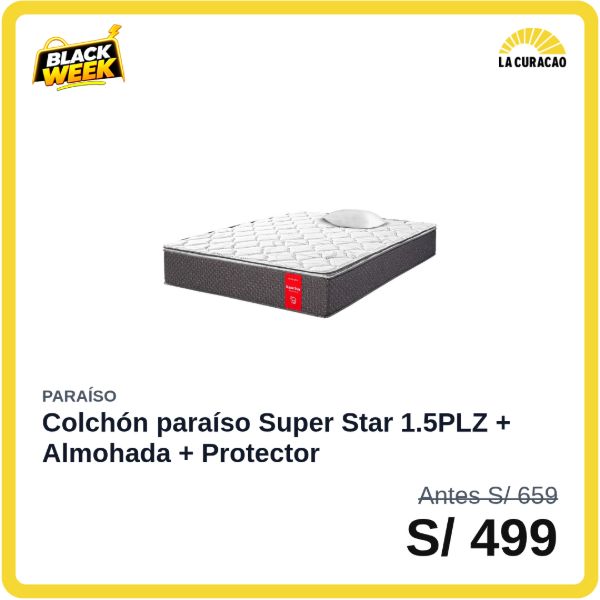 BLACK
WEEK
LA CURACAO
PARAÍSO
Colchón paraíso Super Star 1.5PLZ +
Almohada + Protector
Antes S/ 659
S/ 499